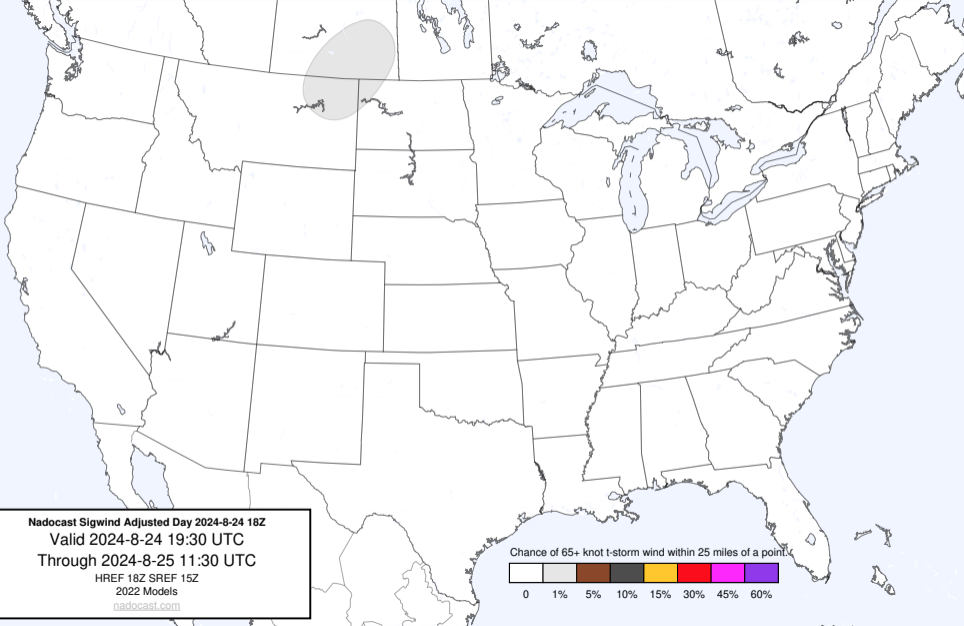 Nadocast Sigwind Adjusted Day 2024-8-24 18Z
Valid 2024-8-24 19:30 UTC
Through 2024-8-25 11:30 UTC
HREF 18Z SREF 15Z
2022 Models
nadocast.com
Chance of 65+ knot t-storm wind within 25 miles of a point.
0 1% 5% 10% 15% 30% 45% 60%